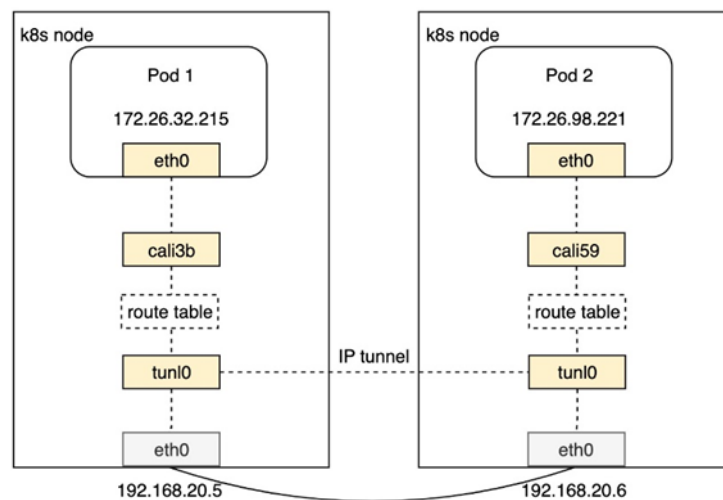 k8s node
Pod 1
172.26.32.215
eth0
cali3b
route table
tunl0
eth0
192.168.20.5
IP tunnel
k8s node
Pod 2
172.26.98.221
eth0
cali59
route table
tunl0
eth0
192.168.20.6